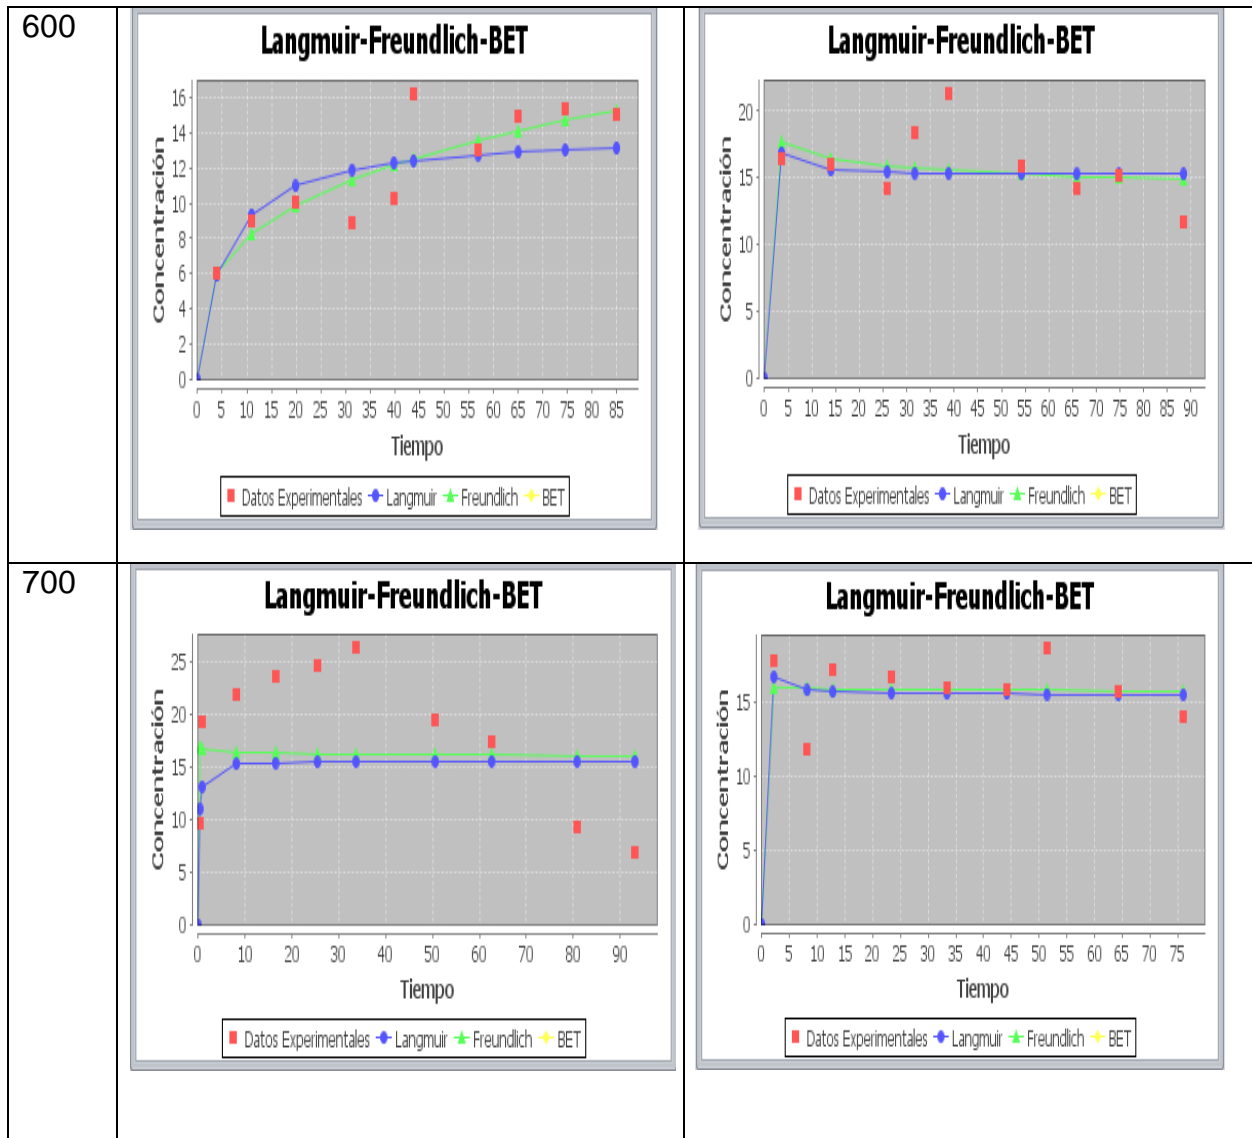 600
Langmuir-Freundlich-BET
Concentración
16
14
12
10
8
6
4
2
0
0 5 10 15 20 25 30 35 40 45 50 55 60 65 70 75 80 85
Tiempo
Datos Experimentales Langmuir Freundlich BET
Langmuir-Freundlich-BET
Concentración
20
15
10
5
0
0 5 10 15 20 25 30 35 40 45 50 55 60 65 70 75 80 85 90
Tiempo
Datos Experimentales Langmuir Freundlich BET
700
Langmuir-Freundlich-BET
Concentración
25
20
15
10
5
0
0 10 20 30 40 50 60 70 80 90
Tiempo
Datos Experimentales Langmuir Freundlich BET
Langmuir-Freundlich-BET
Concentración
15
10
5
0
0 5 10 15 20 25 30 35 40 45 50 55 60 65 70 75
Tiempo
Datos Experimentales Langmuir Freundlich BET